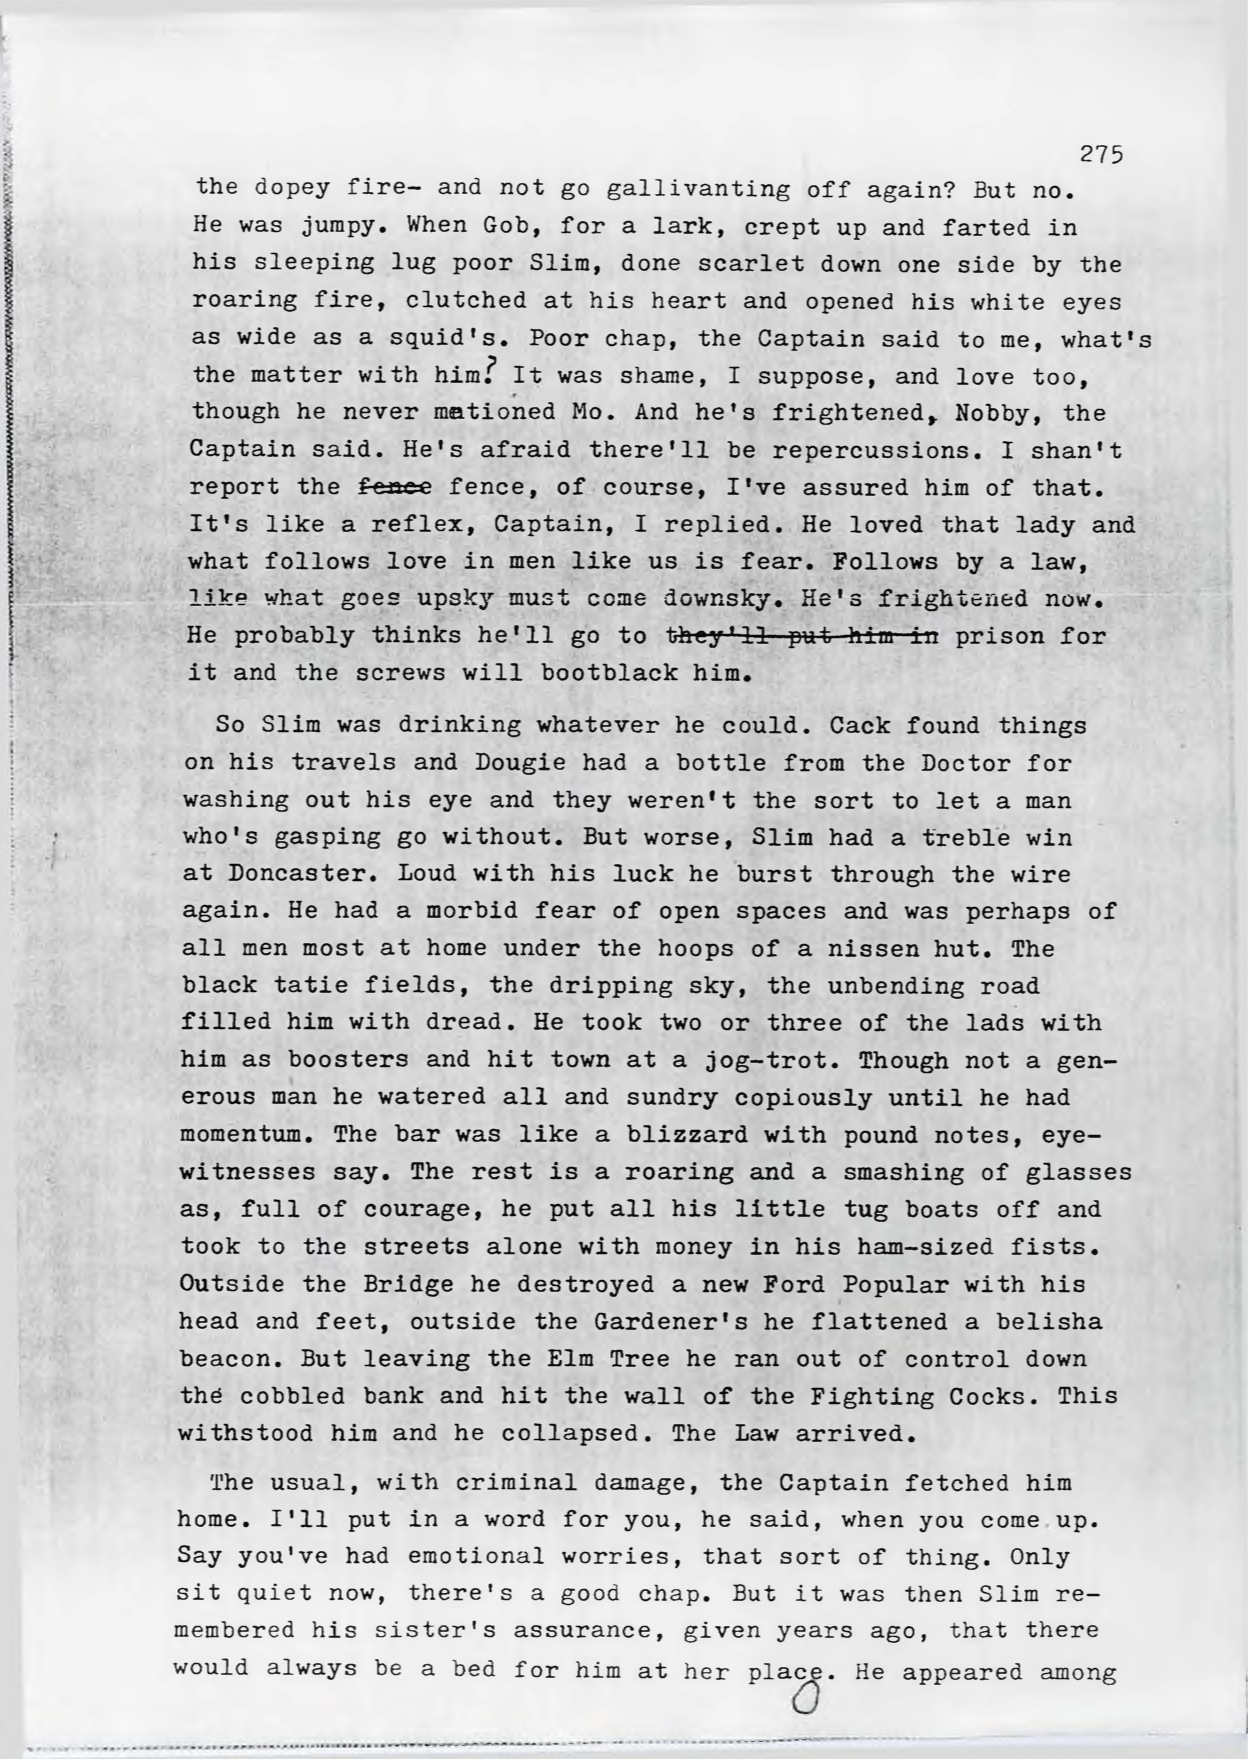 275
the dopey fire- and not go gallivanting off again? But no.
He was jumpy. When Gob, for a lark, crept up and farted in
his sleeping lug poor Slim, done scarlet down one side by the
roaring fire, clutched at his heart and opened his white eyes
as wide as a squid's. Poor chap, the Captain said to me, what's
the matter with him? It was shame, I suppose, and love too,
though he never mntioned Mo. And he's frightened, Nobby, the
Captain said. He's afraid there'll be repercussions. I shan't
report the fence fence, of course, I've assured him of that.
It's like a reflex, Captain, I replied. He loved that lady and
what follows love in men like us is fear. Follows by a law,
like what goes upsky must come downsky. He's frightened now.
He probably thinks he'll go to they'll put him in prison for
it and the screws will bootblack him.
So Slim was drinking whatever he could. Cack found things
on his travels and Dougie had a bottle from the Doctor for
washing out his eye and they weren't the sort to let a man
who's gasping go without. But worse, Slim had a treble win
at Doncaster. Loud with his luck he burst through the wire
again. He had a morbid fear of open spaces and was perhaps of
all men most at home under the hoops of a nissen hut. The
black tatie fields, the dripping sky, the unbending road
filled him with dread. He took two or three of the lads with
him as boosters and hit town at a jog-trot. Though not a gen-
erous man he watered all and sundry copiously until he had
momentum. The bar was like a blizzard with pound notes, eye-
witnesses say. The rest is a roaring and a smashing of glasses
as, full of courage, he put all his little tug boats off and
took to the streets alone with money in his ham-sized fists.
Outside the Bridge he destroyed a new Ford Popular with his
head and feet, outside the Gardener's he flattened a belisha
beacon. But leaving the Elm Tree he ran out of control down
the cobbled bank and hit the wall of the Fighting Cocks. This
withstood him and he collapsed. The Law arrived.
The usual, with criminal damage, the Captain fetched him
home. I'll put in a word for you, he said, when you come up.
Say you've had emotional worries, that sort of thing. Only
sit quiet now, there's a good chap. But it was then Slim re-
membered his sister's assurance, given years ago, that there
would always be a bed for him at her place. He appeared among